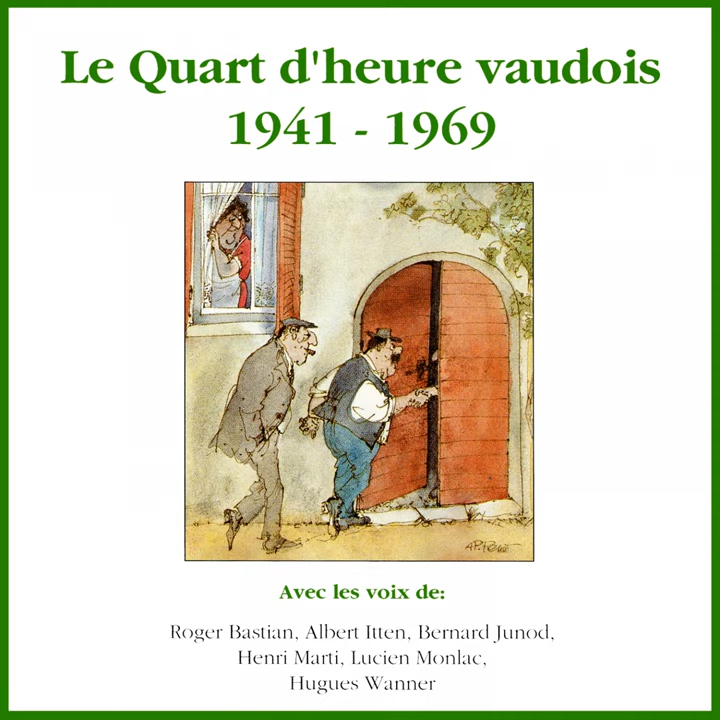 Le Quart d'heure vaudois
1941 - 1969
Avec les voix de:
Roger Bastian, Albert Itten, Bernard Junod,
Henri Marti, Lucien Monlac,
Hugues Wanner